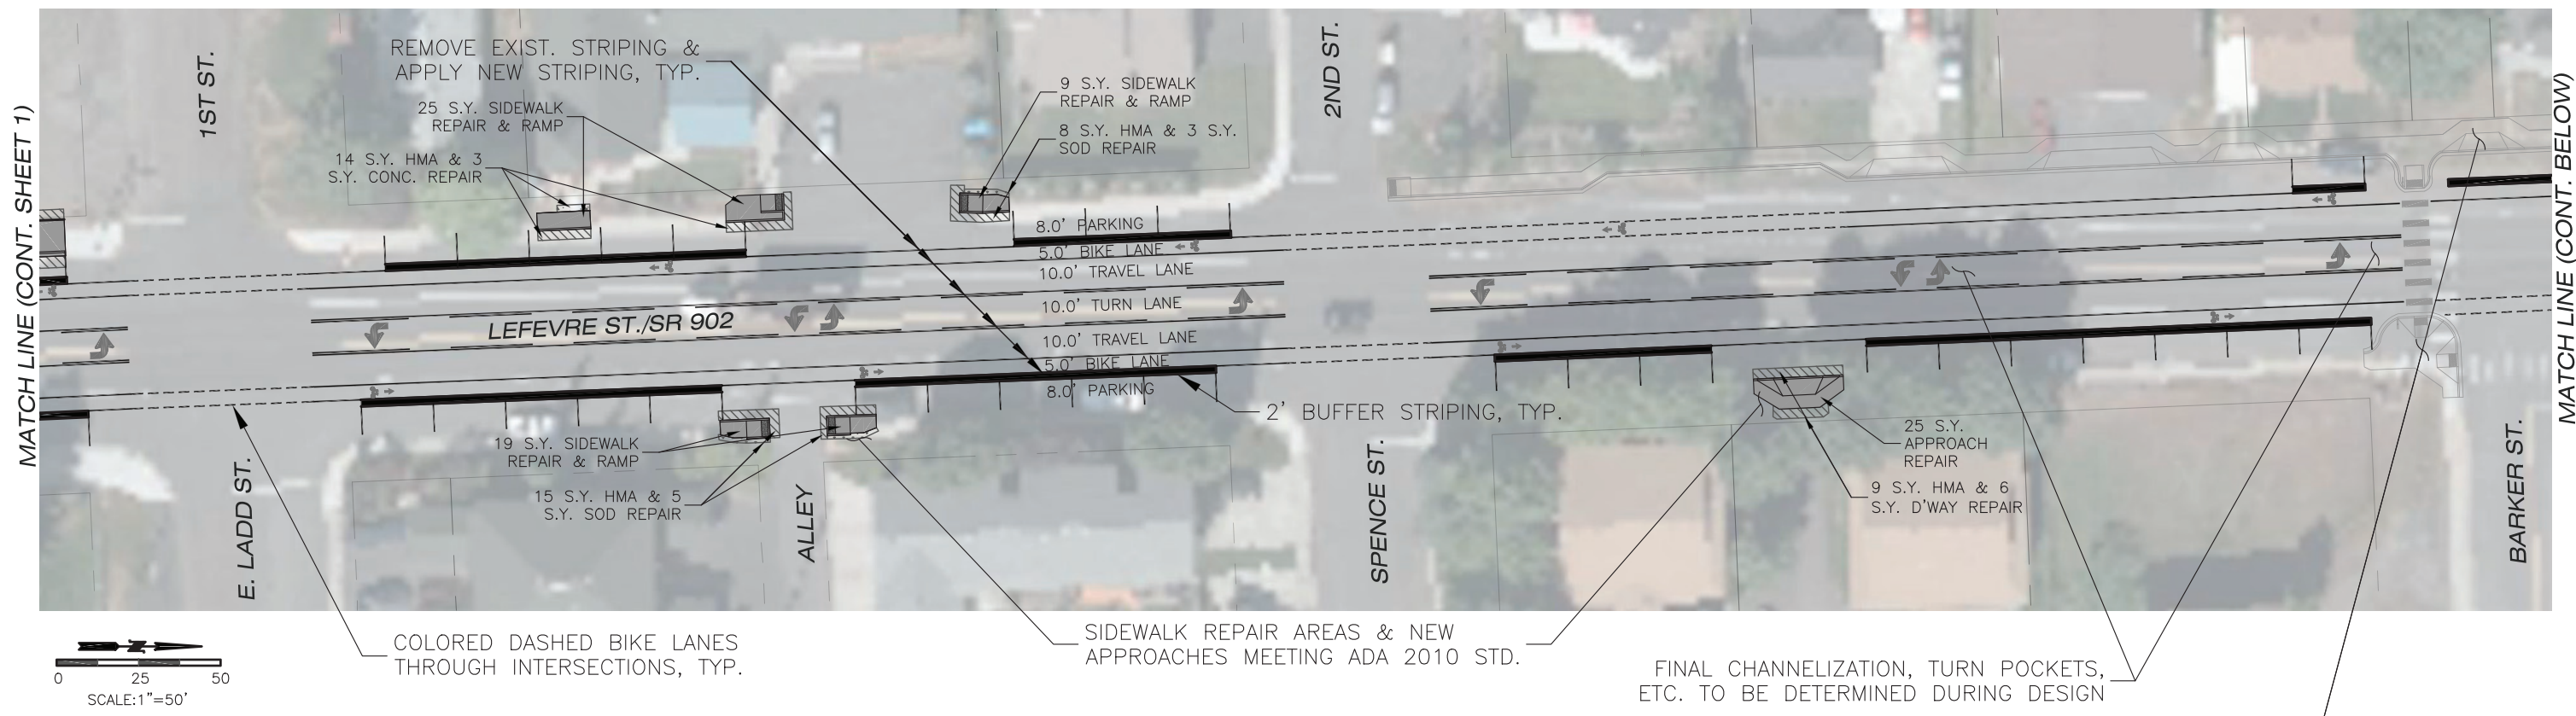 MATCH LINE (CONT. SHEET 1)
1ST ST.
REMOVE EXIST. STRIPING &
APPLY NEW STRIPING, TYP.
25 S.Y. SIDEWALK
REPAIR & RAMP
14 S.Y. HMA & 3
S.Y. CONC. REPAIR
9 S.Y. SIDEWALK
REPAIR & RAMP
8 S.Y. HMA & 3 S.Y.
SOD REPAIR
2ND ST.
MATCH LINE (CONT. BELOW)
8.0' PARKING
5.0' BIKE LANE
10.0' TRAVEL LANE
10.0' TURN LANE
10.0' TRAVEL LANE
5.0' BIKE LANE
8.0' PARKING
LEFEVRE ST./SR 902
2' BUFFER STRIPING, TYP.
19 S.Y. SIDEWALK
REPAIR & RAMP
15 S.Y. HMA & 5
S.Y. SOD REPAIR
E. LADD ST.
ALLEY
SPENCE ST.
25 S.Y.
APPROACH
REPAIR
9 S.Y. HMA & 6
S.Y. D'WAY REPAIR
BARKER ST.
COLORED DASHED BIKE LANES
THROUGH INTERSECTIONS, TYP.
SIDEWALK REPAIR AREAS & NEW
APPROACHES MEETING ADA 2010 STD.
FINAL CHANNELIZATION, TURN POCKETS,
ETC. TO BE DETERMINED DURING DESIGN
N
0 25 50
SCALE:1"=50'